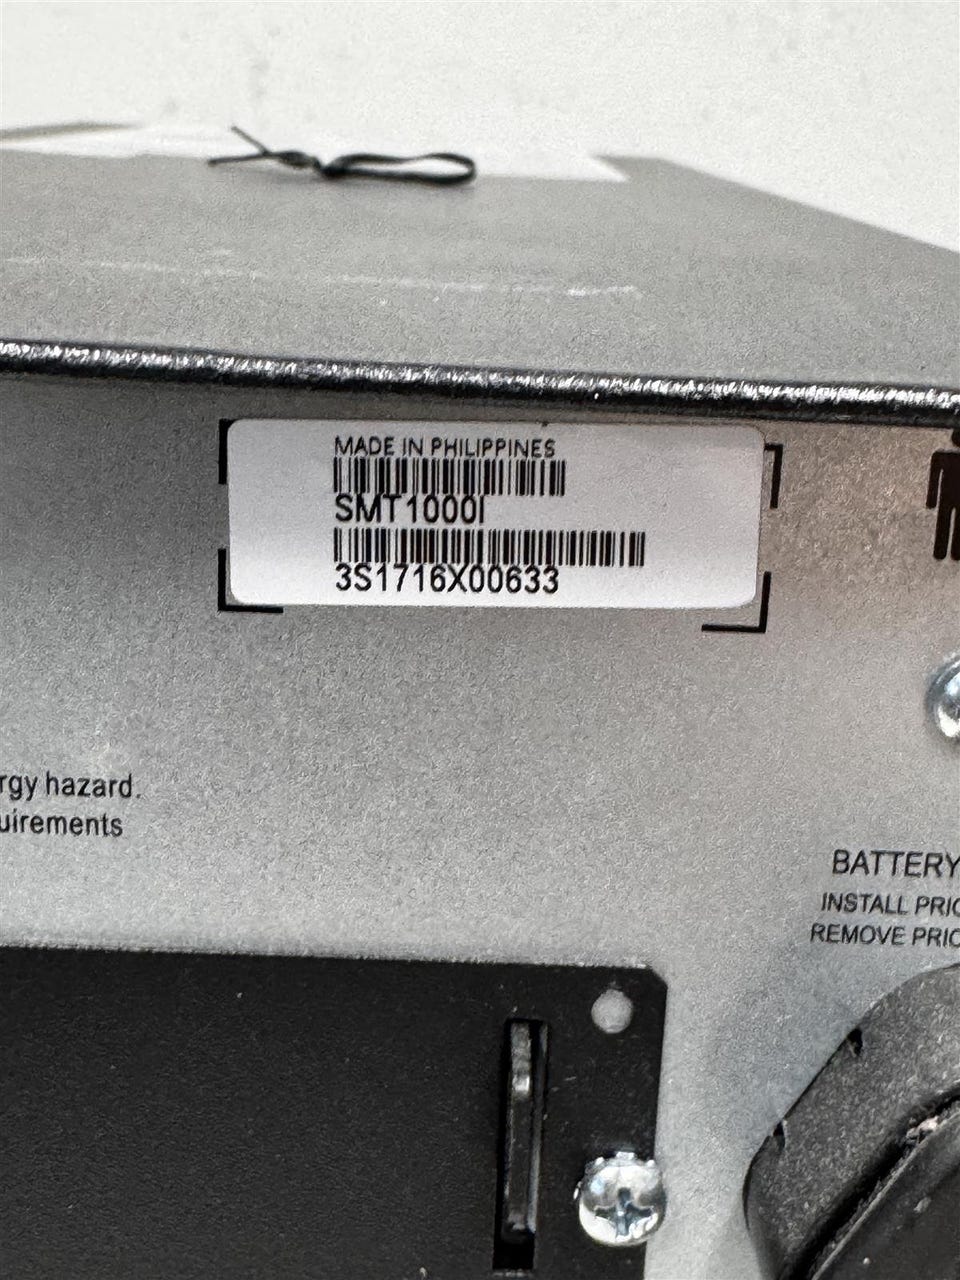 MADE IN PHILIPPINES
SMT1000I
3S1716X00633
rgy hazard.
uirements
BATTERY
INSTALL PRIO
REMOVE PRIO